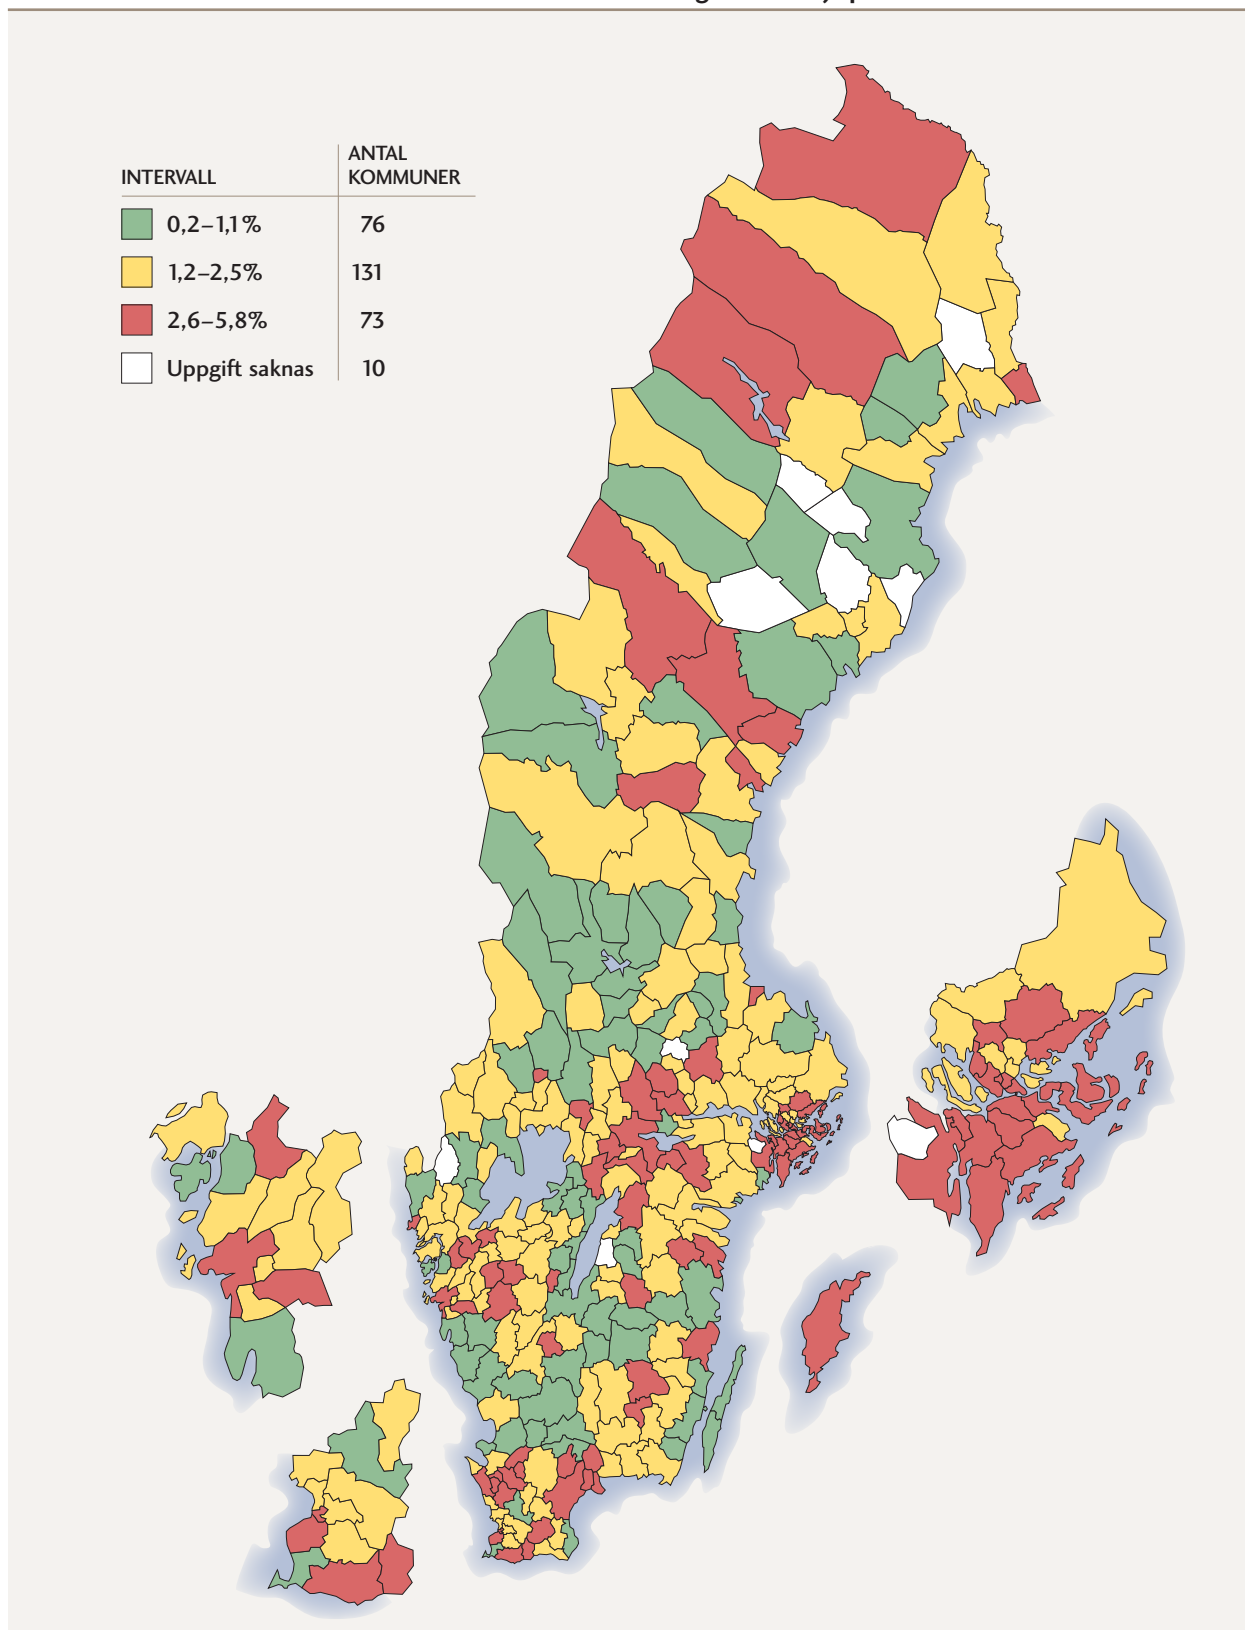 ANTAL
INTERVALL KOMMUNER
0,2–1,1% 76
1,2–2,5% 131
2,6–5,8% 73
Uppgift saknas 10